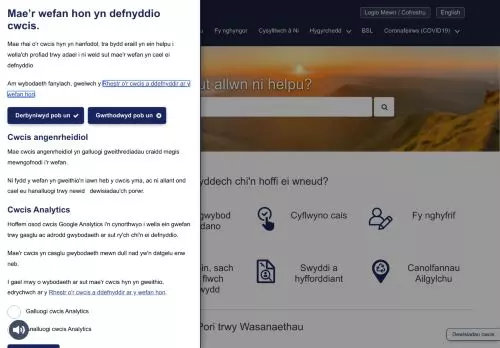 Mae'r wefan hon yn defnyddio
cwcis.
Mae rhai o'r cwcis hyn yn hanfodol, tra bydd eraill yn ein helpu i
wella'ch profiad trwy adael i ni weld sut mae'r wefan yn cael ei
defnyddio
Am wybodaeth fanylach, gwelwch y Rhestr o'r cwcis a ddefnyddir ar y
wefan hon
Derbyniwyd pob un
Gwrthodwyd pob un
Cwcis angenrheidiol
Mae cwcis angenrheidiol yn galluogi gweithrediadau craidd megis
mewngofnodi i'r wefan.
Ni fydd y wefan yn gweithio'n iawn heb y cwcis yma, ac ni allant ond
cael eu hanalluogi trwy newid dewisiadau'ch porwr.
Cwcis Analytics
Hoffem osod cwcis Google Analytics i'n cynorthwyo i wella ein gwefan
trwy gasglu ac adrodd gwybodaeth ar sut ry'ch chi'n ei defnyddio.
Mae'r cwcis yn casglu gwybodaeth mewn dull nad yw'n datgelu enw
neb.
I gael mwy o wybodaeth ar sut mae'r cwcis hyn yn gweithio,
edrychwch ar y Rhestr o'r cwcis a ddefnyddir ar y wefan hon.
Galluogi cwcis Analytics
Analluogi cwcis Analytics
Logio Mewn / Cofrestru
English
Fy nghyngor
Cysylltwch â Ni
Hygyrchedd
BSL
Coronafeirws (COVID19)
ut allwn ni helpu?
yddech chi'n hoffi ei wneud?
gwybod
dano
Cyflwyno cais
Fy nghyfrif
in, sach
fflwch
wydd
Swyddi a
hyfforddiant
Canolfannau
Ailgylchu
Pori trwy Wasanaethau
Dewisiadau cwcis